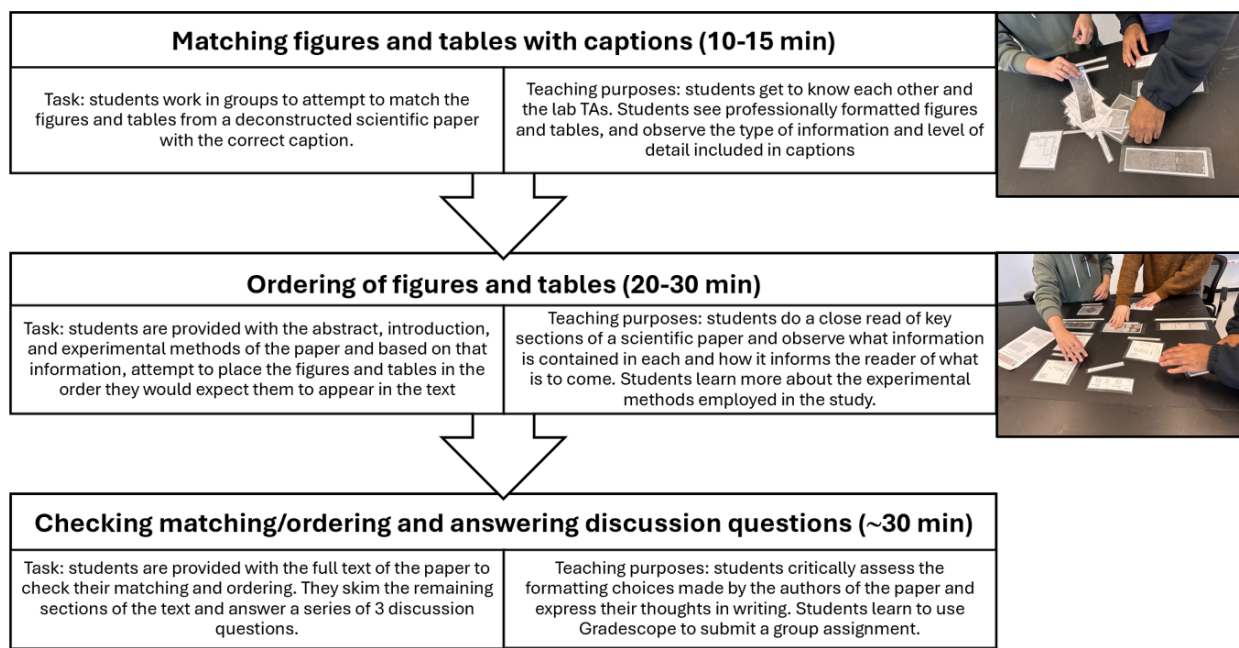 Matching figures and tables with captions (10-15 min)
Task: students work in groups to attempt to match the
figures and tables from a deconstructed scientific paper
with the correct caption.
Teaching purposes: students get to know each other and
the lab TAs. Students see professionally formatted figures
and tables, and observe the type of information and level of
detail included in captions
Ordering of figures and tables (20-30 min)
Task: students are provided with the abstract, introduction,
and experimental methods of the paper and based on that
information, attempt to place the figures and tables in the
order they would expect them to appear in the text
Teaching purposes: students do a close read of key
sections of a scientific paper and observe what information
is contained in each and how it informs the reader of what
is to come. Students learn more about the experimental
methods employed in the study.
Checking matching/ordering and answering discussion questions (~30 min)
Task: students are provided with the full text of the paper to
check their matching and ordering. They skim the remaining
sections of the text and answer a series of 3 discussion
questions.
Teaching purposes: students critically assess the
formatting choices made by the authors of the paper and
express their thoughts in writing. Students learn to use
Gradescope to submit a group assignment.